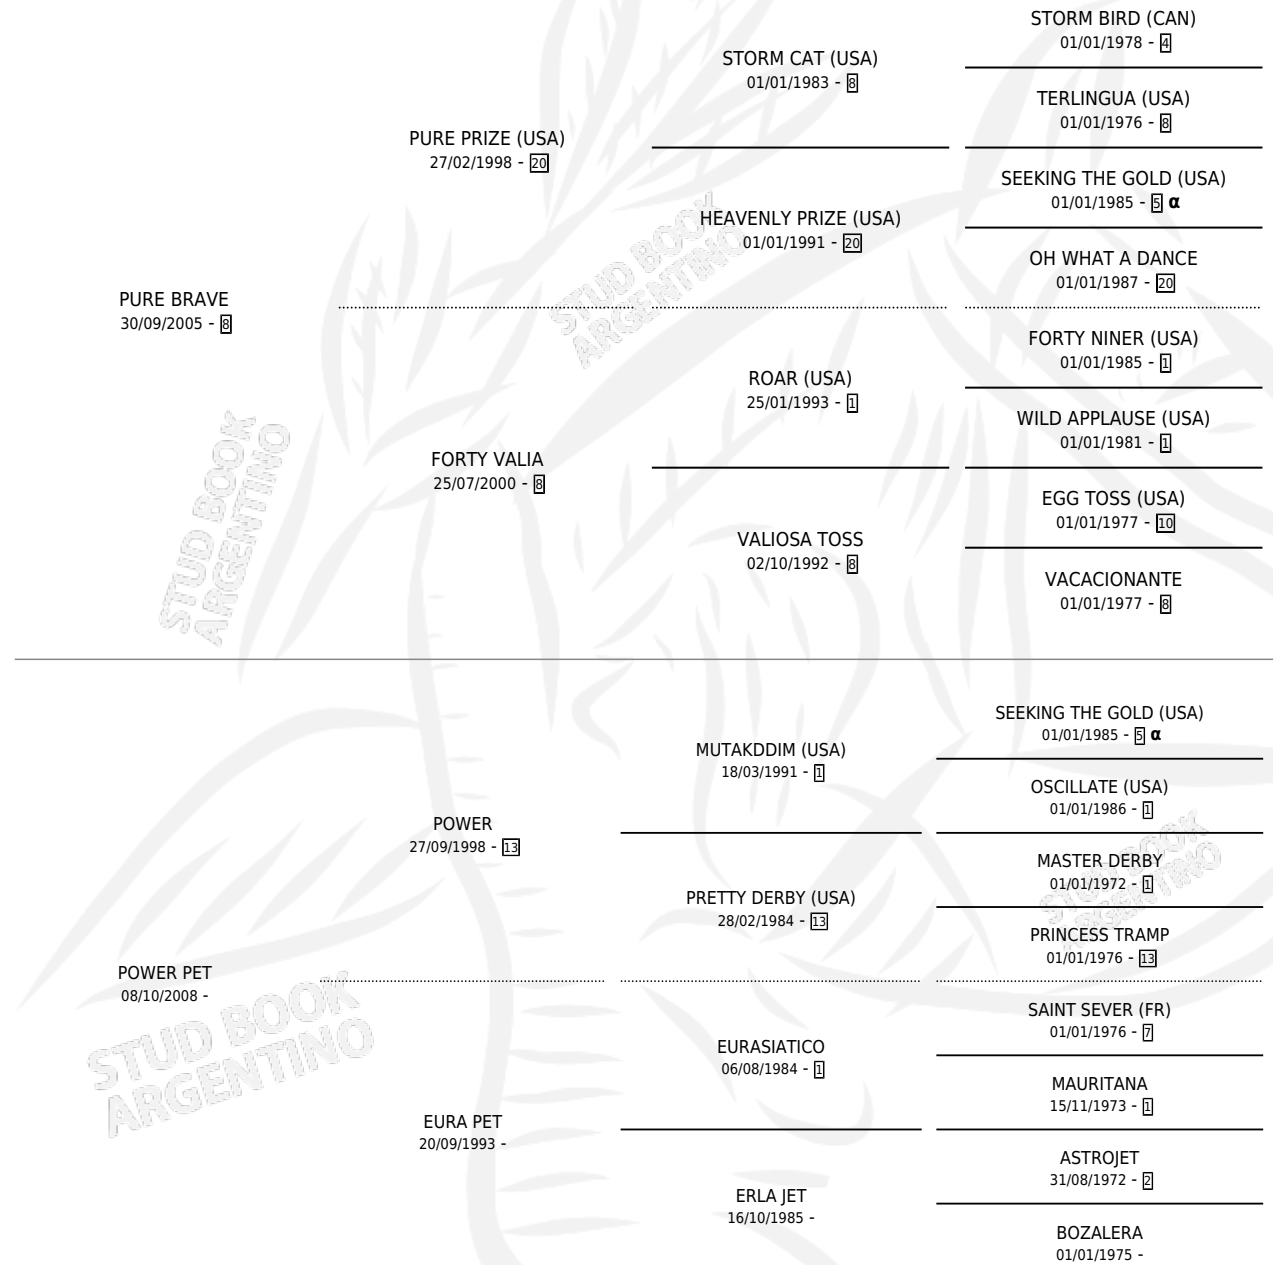 STORM BIRD (CAN)
01/01/1978 - 4
STORM CAT (USA)
01/01/1983 - 8
TERLINGUA (USA)
01/01/1976 - 8
PURE PRIZE (USA)
27/02/1998 - 20
SEEKING THE GOLD (USA)
01/01/1985 - 5 α
HEAVENLY PRIZE (USA)
01/01/1991 - 20
OH WHAT A DANCE
01/01/1987 - 20
PURE BRAVE
30/09/2005 - 8
FORTY NINER (USA)
01/01/1985 - 1
ROAR (USA)
25/01/1993 - 1
WILD APPLAUSE (USA)
01/01/1981 - 1
FORTY VALIA
25/07/2000 - 8
EGG TOSS (USA)
01/01/1977 - 10
VALIOSA TOSS
02/10/1992 - 8
VACACIONANTE
01/01/1977 - 8
SEEKING THE GOLD (USA)
01/01/1985 - 5 α
MUTAKDDIM (USA)
18/03/1991 - 1
OSCILLATE (USA)
01/01/1986 - 1
POWER
27/09/1998 - 13
MASTER DERBY
01/01/1972 - 1
PRETTY DERBY (USA)
28/02/1984 - 13
PRINCESS TRAMP
01/01/1976 - 13
POWER PET
08/10/2008 -
SAINT SEVER (FR)
01/01/1976 - 7
EURASIATICO
06/08/1984 - 1
MAURITANA
15/11/1973 - 1
EURA PET
20/09/1993 -
ASTROJET
31/08/1972 - 2
ERLA JET
16/10/1985 -
BOZALERA
01/01/1975 -
STUD BOOK
ARGENTINO
STUD BOOK
ARGENTINO
STUD BOOK
ARGENTINO
STUD BOOK
ARGENTINO